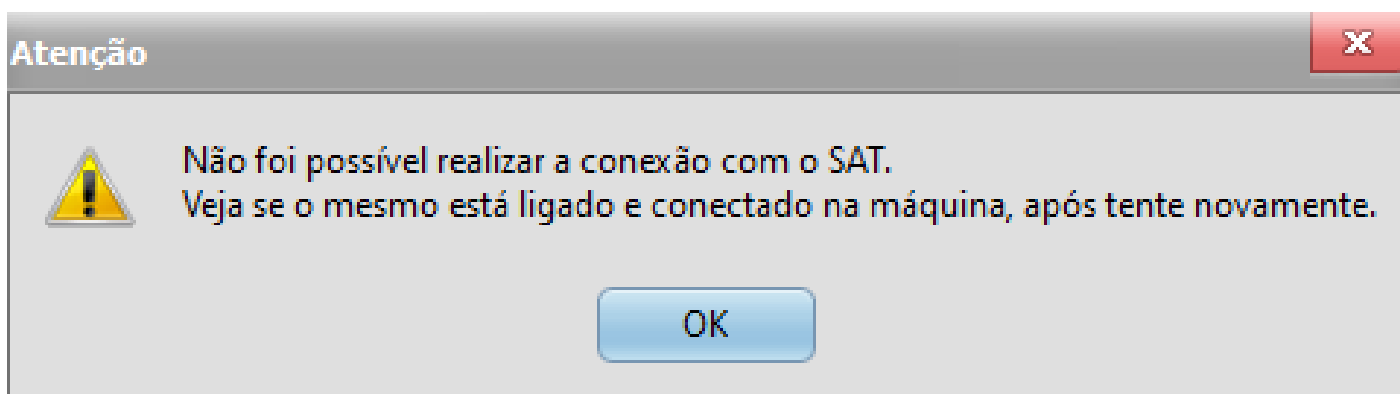 Atenção
Não foi possível realizar a conexão com o SAT.
Veja se o mesmo está ligado e conectado na máquina, após tente novamente.
OK